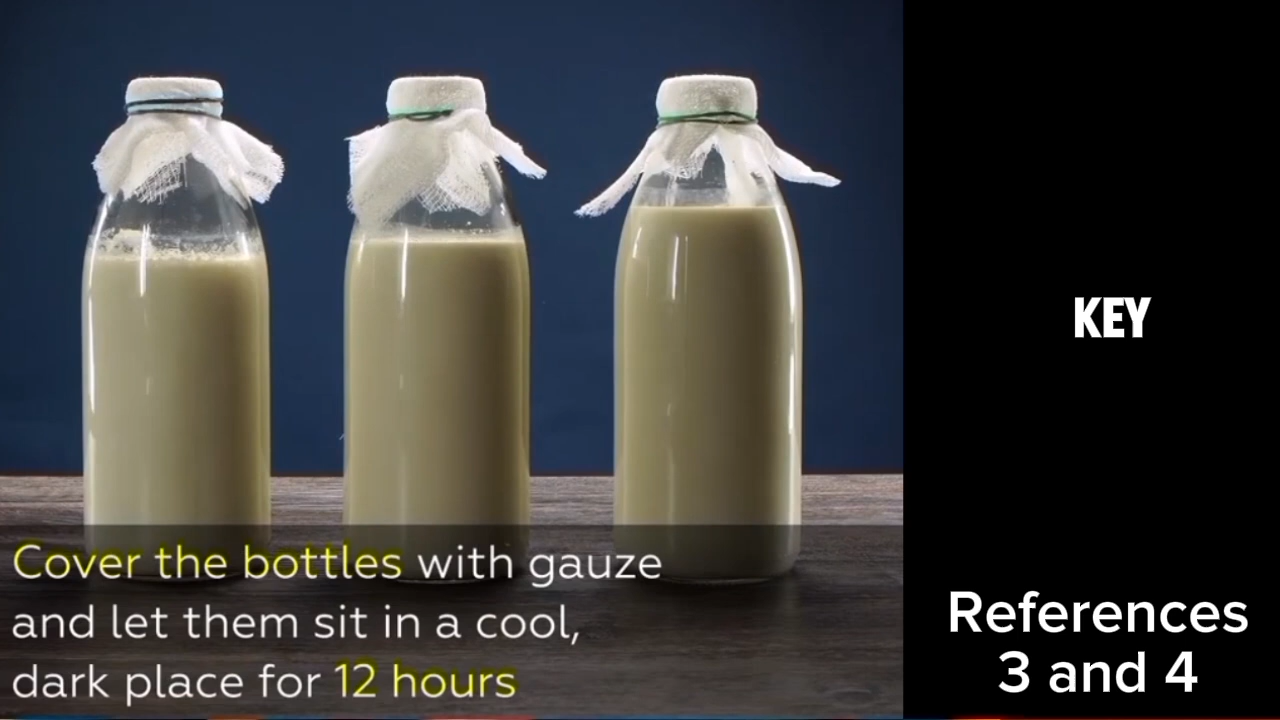 Cover the bottles with gauze
and let them sit in a cool,
dark place for 12 hours
KEY
References
3 and 4